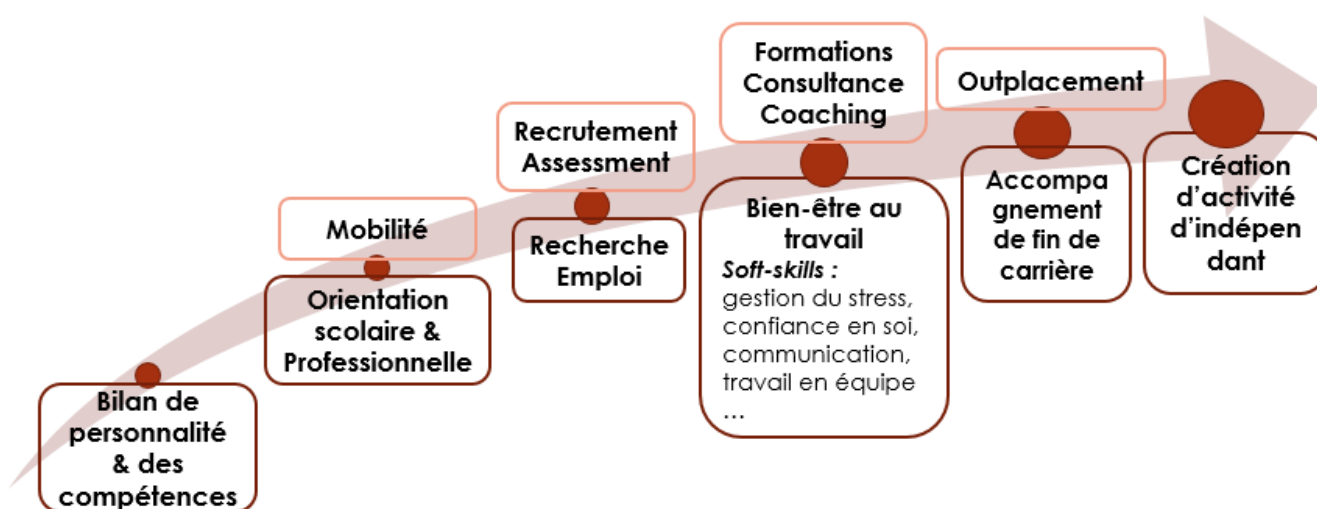 Formations
Consultance
Coaching
Outplacement
Recrutement
Assessment
Mobilité
Bilan de
personnalité
& des
compétences
Orientation
scolaire &
Professionnelle
Recherche
Emploi
Bien-être au
travail
Soft-skills :
gestion du stress,
confiance en soi,
communication,
travail en équipe
...
Accompa
gnement
de fin de
carrière
Création
d'activité
d'indépen
dant